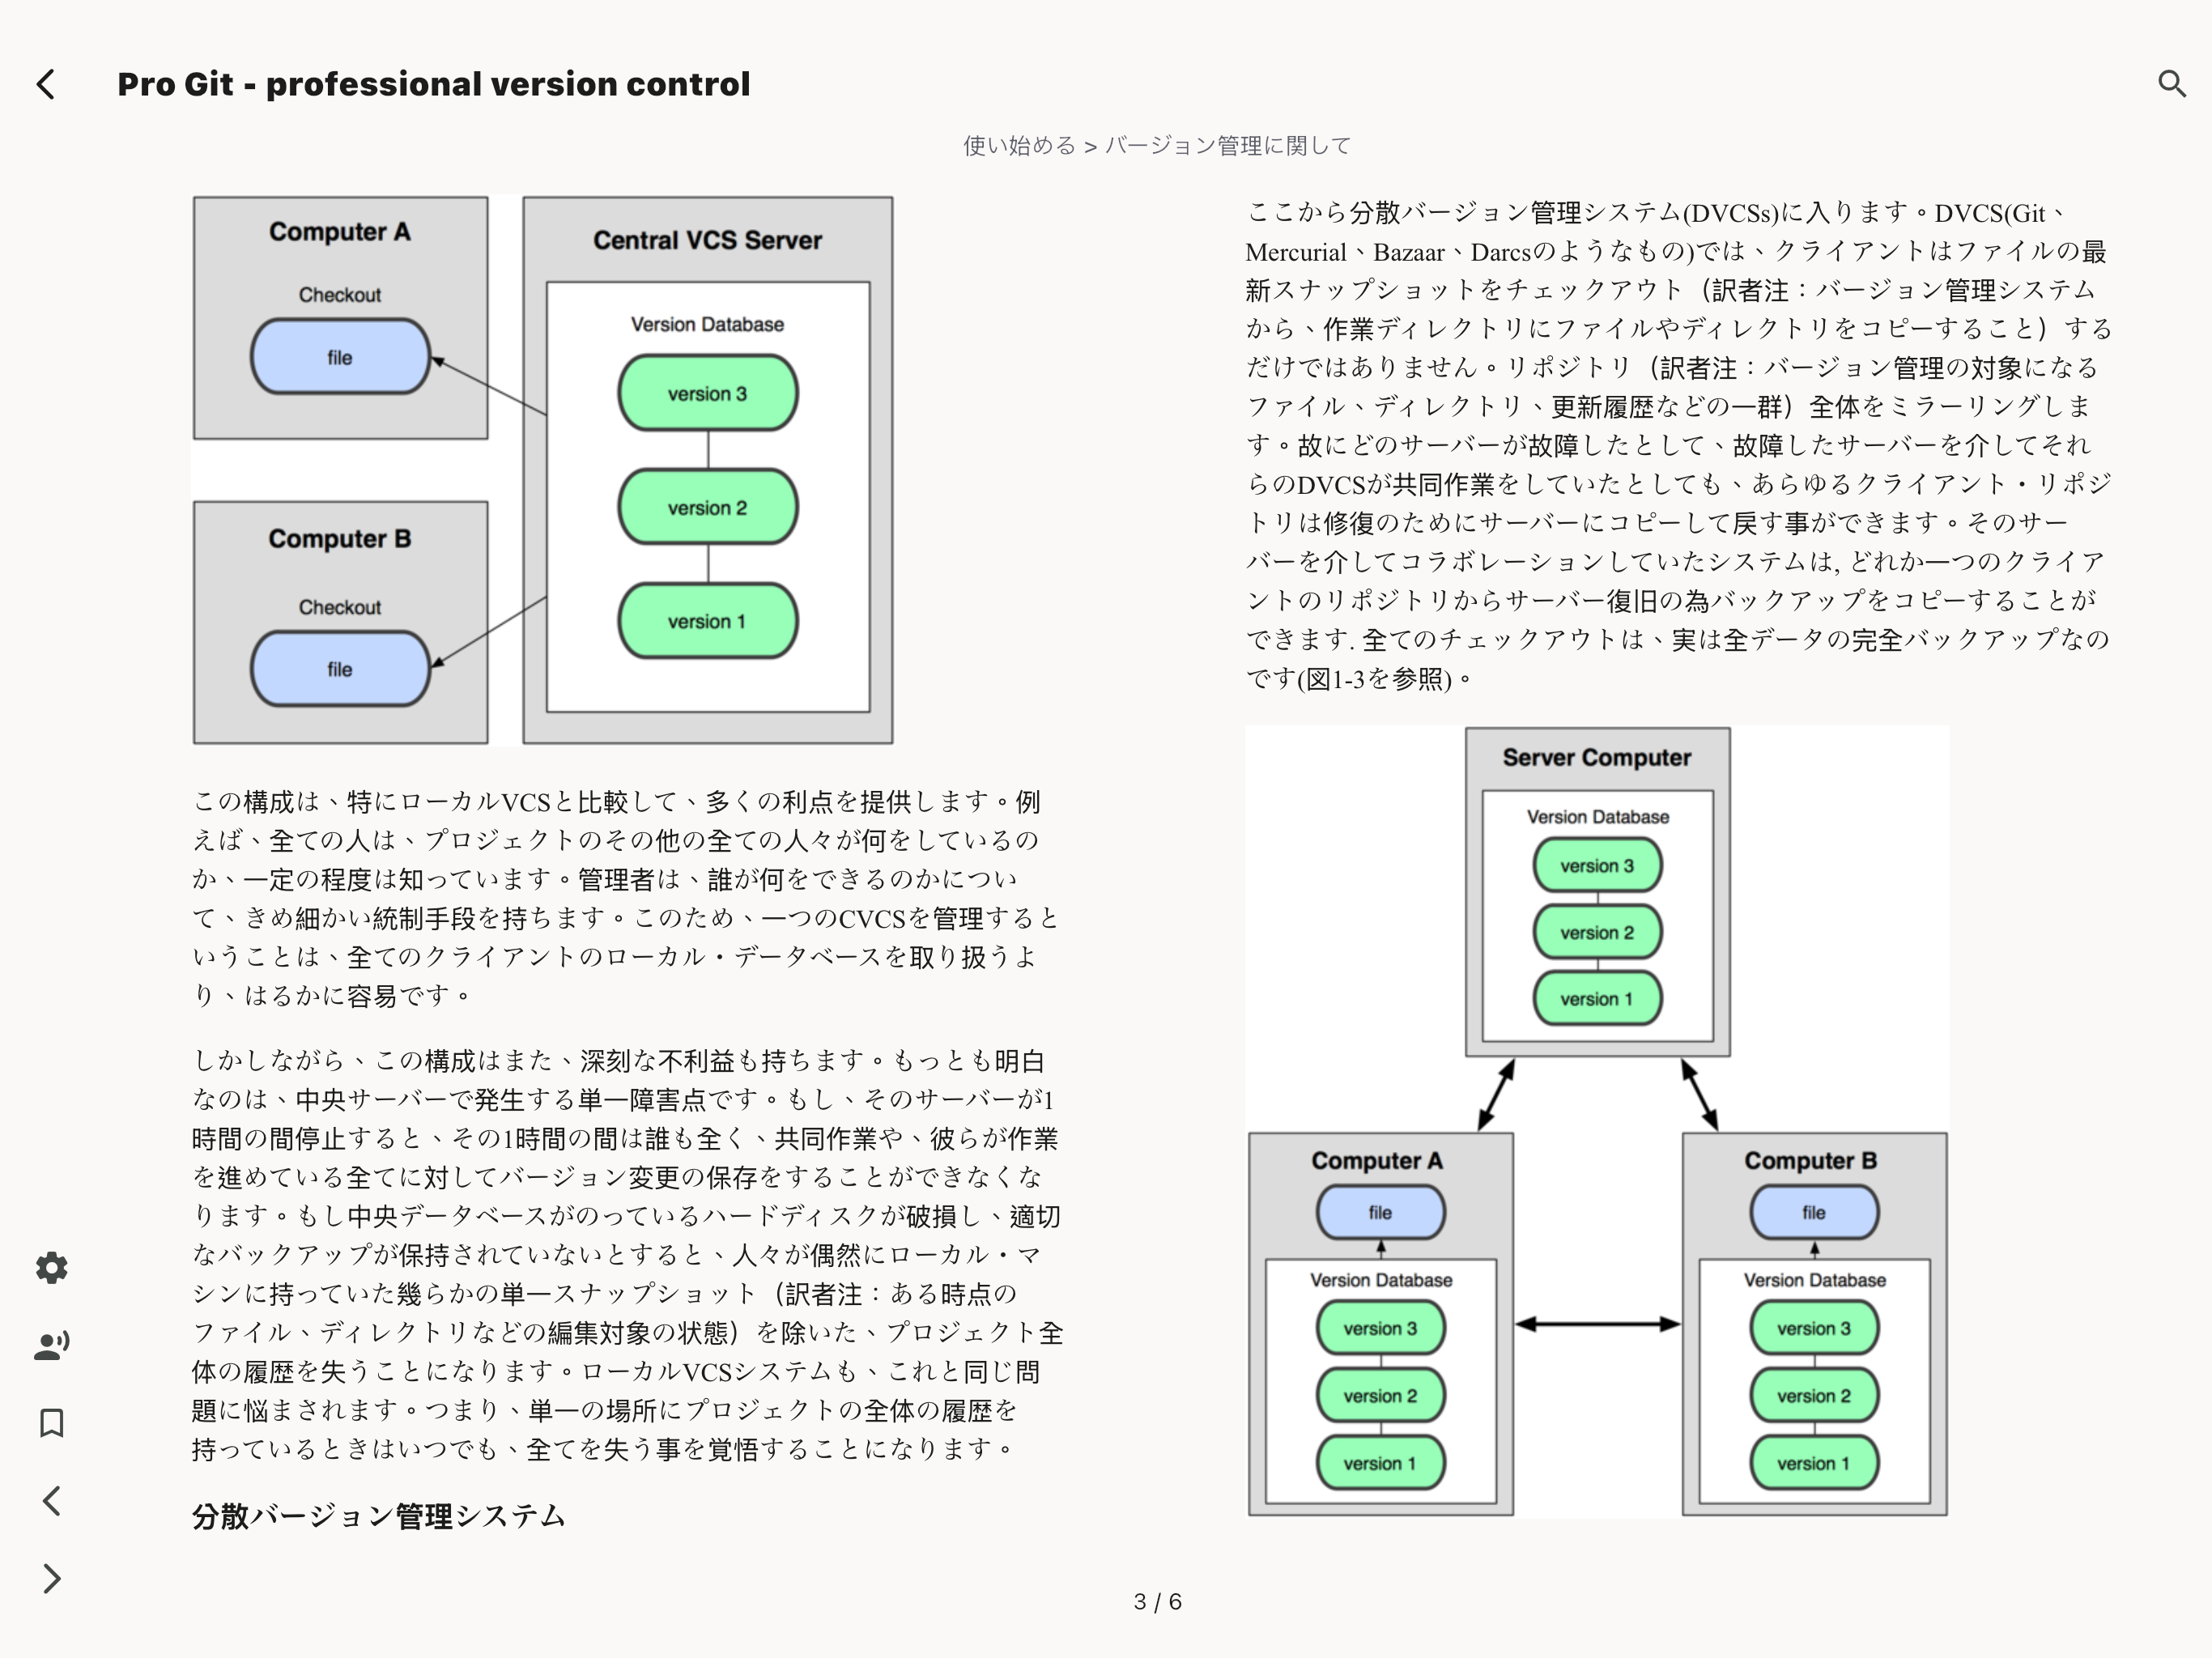 Pro Git - professional version control
使い始める > バージョン管理に関して
Computer A
Checkout
file
Computer B
Checkout
file
Central VCS Server
Version Database
version 3
version 2
version 1
この構成は、特にローカルVCSと比較して、多くの利点を提供します。例
えば、全ての人は、プロジェクトのその他の全ての人々が何をしているの
か、一定の程度は知っています。管理者は、誰が何をできるのかについ
て、きめ細かい統制手段を持ちます。このため、一つのCVCSを管理すると
いうことは、全てのクライアントのローカル・データベースを取り扱うよ
り、はるかに容易です。
しかしながら、この構成はまた、深刻な不利益も持ちます。もっとも明白
なのは、中央サーバーで発生する単一障害点です。もし、そのサーバーが1
時間の間停止すると、その1時間の間は誰も全く、共同作業や、彼らが作業
を進めている全てに対してバージョン変更の保存をすることができなくな
ります。もし中央データベースがのっているハードディスクが破損し、適切
なバックアップが保持されていないとすると、人々が偶然にローカル・マ
シンに持っていた幾らかの単一スナップショット（訳者注：ある時点の
ファイル、ディレクトリなどの編集対象の状態）を除いた、プロジェクト全
体の履歴を失うことになります。ローカルVCSシステムも、これと同じ問
題に悩まされます。つまり、単一の場所にプロジェクトの全体の履歴を
持っているときはいつでも、全てを失う事を覚悟することになります。
分散バージョン管理システム
ここから分散バージョン管理システム(DVCSs)に入ります。DVCS(Git、
Mercurial、Bazaar、Darcsのようなもの)では、クライアントはファイルの最
新スナップショットをチェックアウト（訳者注：バージョン管理システム
から、作業ディレクトリにファイルやディレクトリをコピーすること）する
だけではありません。リポジトリ（訳者注：バージョン管理の対象になる
ファイル、ディレクトリ、更新履歴などの一群）全体をミラーリングしま
す。故にどのサーバーが故障したとして、故障したサーバーを介してそれ
らのDVCSが共同作業をしていたとしても、あらゆるクライアント・リポジ
トリは修復のためにサーバーにコピーして戻す事ができます。そのサー
バーを介してコラボレーションしていたシステムは, どれか一つのクライア
ントのリポジトリからサーバー復旧の為バックアップをコピーすることが
できます. 全てのチェックアウトは、実は全データの完全バックアップなの
です(図1-3を参照)。
Server Computer
Version Database
version 3
version 2
version 1
Computer A
file
Version Database
version 3
version 2
version 1
Computer B
file
Version Database
version 3
version 2
version 1
3 / 6